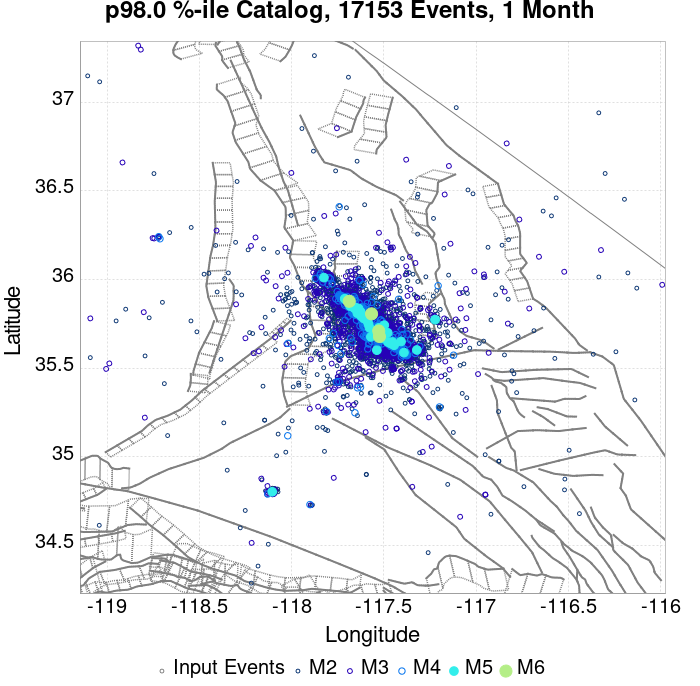 p98.0 %-ile Catalog, 17153 Events, 1 Month
37
36.5
36
35.5
35
34.5
Latitude
-119 -118.5 -118 -117.5 -117 -116.5 -116
Longitude
Input Events M2 M3 M4 M5 M6